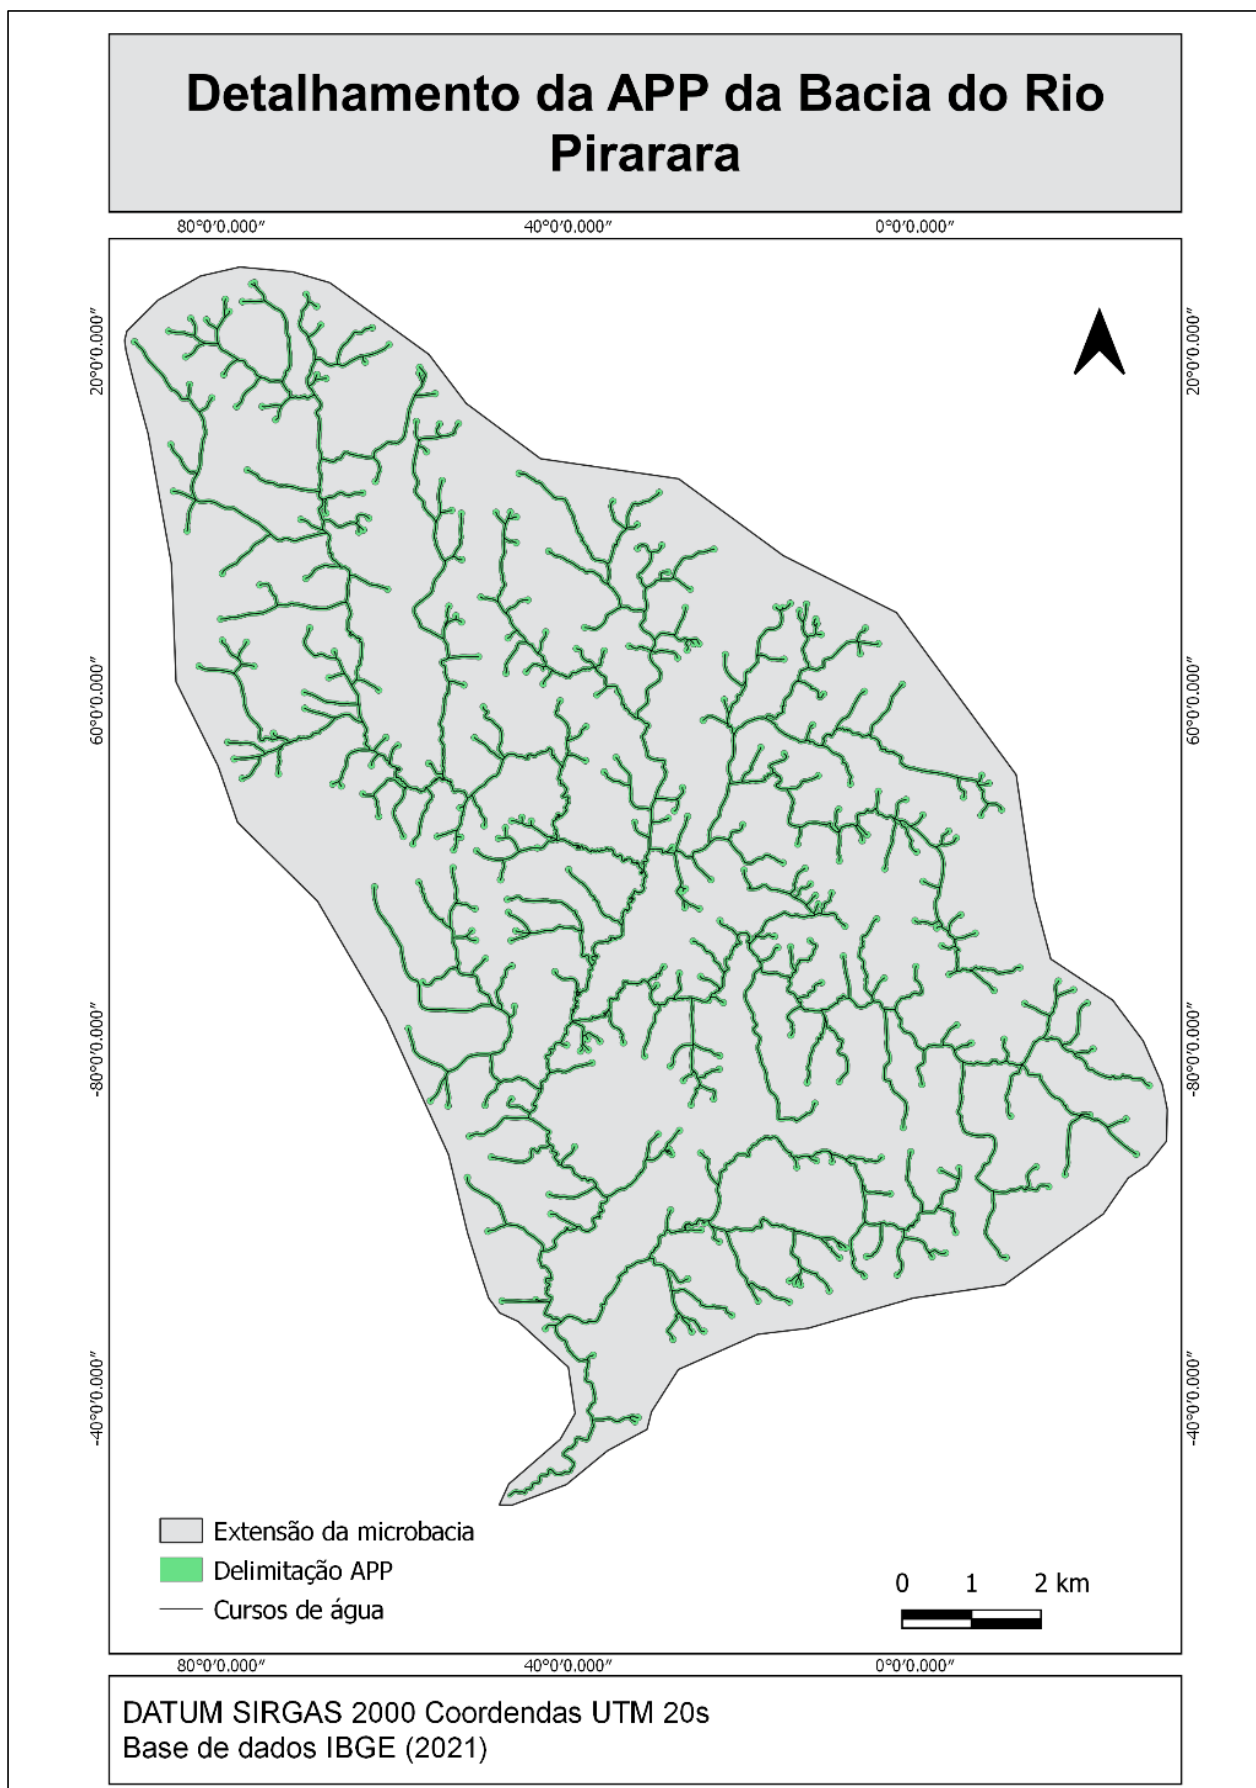 Detalhamento da APP da Bacia do Rio
Pirarara
80°0'0.000"
40°0'0.000"
0°0'0.000"
20°0'0.000"
20°0'0.000"
60°0'0.000"
60°0'0.000"
-80°0'0.000"
-80°0'0.000"
-40°0'0.000"
-40°0'0.000"
Extensão da microbacia
Delimitação APP
Cursos de água
0 1 2 km
80°0'0.000"
40°0'0.000"
0°0'0.000"
DATUM SIRGAS 2000 Coordendas UTM 20s
Base de dados IBGE (2021)